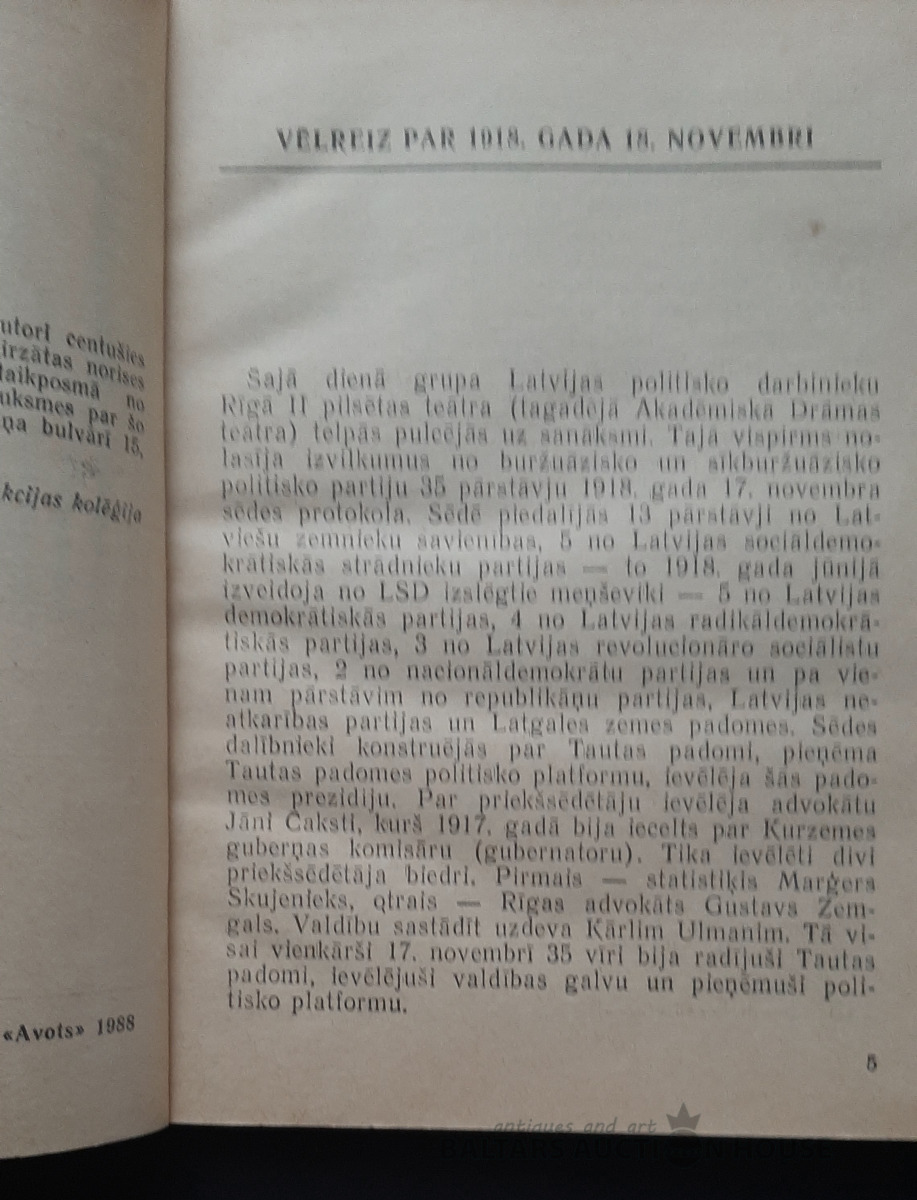 utori centušies
irzātas norises
laikposmā no
uksmes par šo
ņa bulvārī 15,
kcijas kolēģija
«Avots» 1988
VĒLREIZ PAR 1918. GADA 18. NOVEMBRI
Šajā dienā grupa Latvijas politisko darbinieku
Rīgā II pilsētas teātra (tagadējā Akadēmiskā Drāmas
teātra) telpās pulcējās uz sanāksmi. Tajā vispirms no-
lasīja izvilkumus no buržuāzisko un sīkburžuāzisko
politisko partiju 35 pārstāvju 1918. gada 17. novembra
sēdes protokola. Sēdē piedalījās 13 pārstāvji no Lat-
viešu zemnieku savienības, 5 no Latvijas sociāldemo-
krātiskās strādnieku partijas — to 1918. gada jūnijā
izveidoja no LSD izslēgtie meņševiki — 5 no Latvijas
demokrātiskās partijas, 4 no Latvijas radikāldemokrā-
tiskās partijas, 3 no Latvijas revolucionāro sociālistu
partijas, 2 no nacionāldemokrātu partijas un pa vie-
nam pārstāvim no republikāņu partijas, Latvijas ne-
atkarības partijas un Latgales zemes padomes. Sēdes
dalībnieki konstruējās par Tautas padomi, pieņēma
Tautas padomes politisko platformu, ievēlēja šās pado-
mes prezidiju. Par priekšsēdētāju ievēlēja advokātu
Jāni Čaksti, kurš 1917. gadā bija iecelts par Kurzemes
guberņas komisāru (gubernatoru). Tika ievēlēti divi
priekšsēdētāja biedri. Pirmais — statistiķis Marģers
Skujenieks, otrais — Rīgas advokāts Gustavs Zem-
gals. Valdību sastādīt uzdeva Kārlim Ulmanim. Tā vi-
sai vienkārši 17. novembrī 35 vīri bija radījuši Tautas
padomi, ievēlējuši valdības galvu un pieņēmuši poli-
tisko platformu.
5
antiques and art
BALTARS AUCTION HOUSE